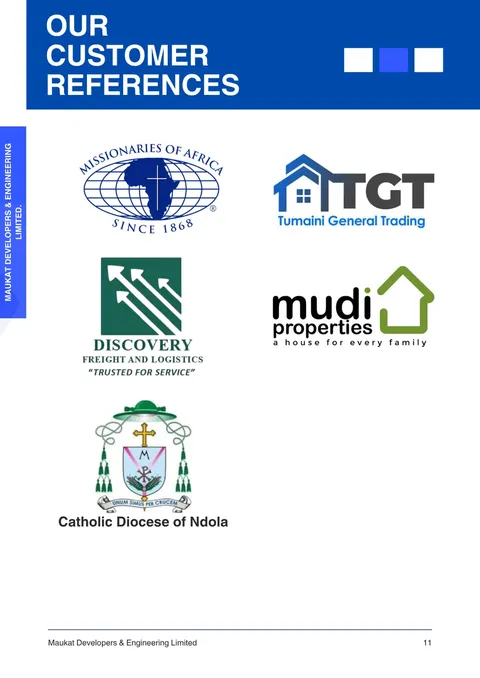 OUR
CUSTOMER
REFERENCES
MAUKAT DEVELOPERS & ENGINEERING
LIMITED.
MISSIONARIES OF AFRICA
®
SINCE 1868
TGT
Tumaini General Trading
DISCOVERY
FREIGHT AND LOGISTICS
“TRUSTED FOR SERVICE”
mudi
properties
a house for every family
M
UNUM SIMUS PER CRUCEM
Catholic Diocese of Ndola
Maukat Developers & Engineering Limited
11